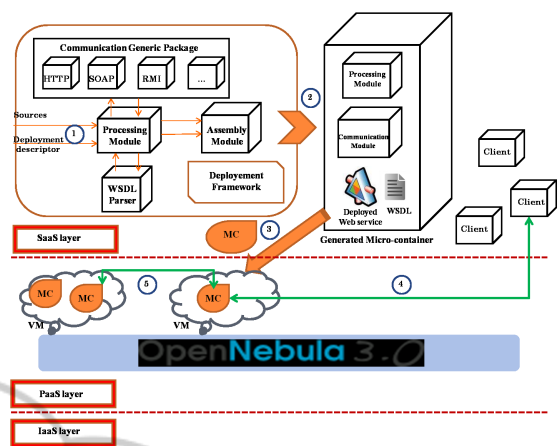 Communication Generic Package
HTTP
SOAP
RMI
...
Sources
1
Deployment
descriptor
Processing
Module
Assembly
Module
WSDL
Parser
Deployement
Framework
2
Processing
Module
Communication
Module
Deployed
Web service
WSDL
Generated Micro-container
Client
Client
Client
SaaS layer
MC
3
MC
MC
5
MC
4
VM
VM
OpenNebula 3.0
PaaS layer
IaaS layer